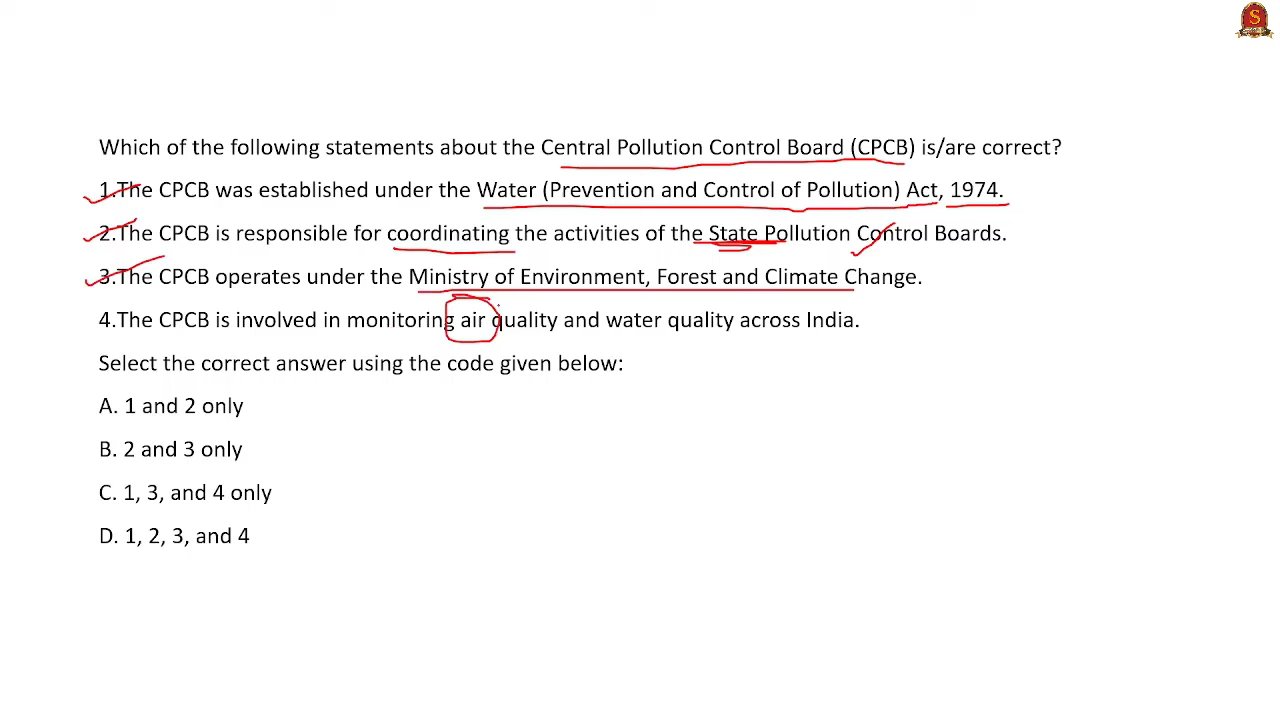 Which of the following statements about the Central Pollution Control Board (CPCB) is/are correct?
1.The CPCB was established under the Water (Prevention and Control of Pollution) Act, 1974.
2.The CPCB is responsible for coordinating the activities of the State Pollution Control Boards.
3.The CPCB operates under the Ministry of Environment, Forest and Climate Change.
4.The CPCB is involved in monitoring air quality and water quality across India.
Select the correct answer using the code given below:
A. 1 and 2 only
B. 2 and 3 only
C. 1, 3, and 4 only
D. 1, 2, 3, and 4